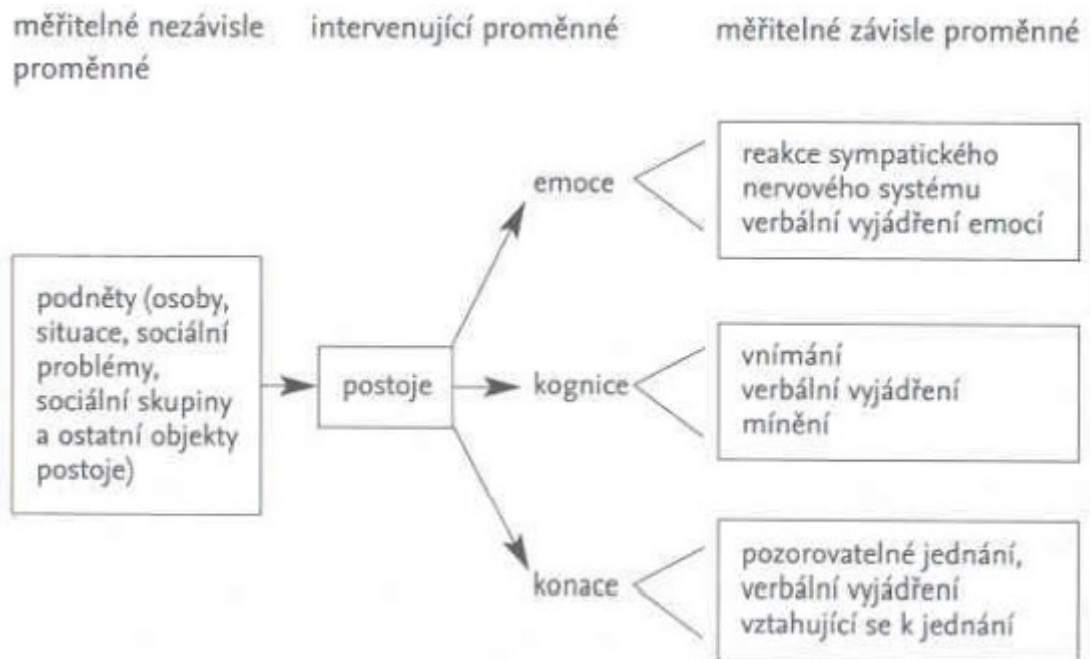 měřitelné nezávisle
proměnné
intervenující proměnné
měřitelné závisle proměnné
podněty (osoby,
situace, sociální
problémy,
sociální skupiny
a ostatní objekty
postoje)
postoje
emoce
reakce sympatického
nervového systému
verbální vyjádření emocí
kognice
vnímání
verbální vyjádření
mínění
konace
pozorovatelné jednání,
verbální vyjádření
vztahující se k jednání